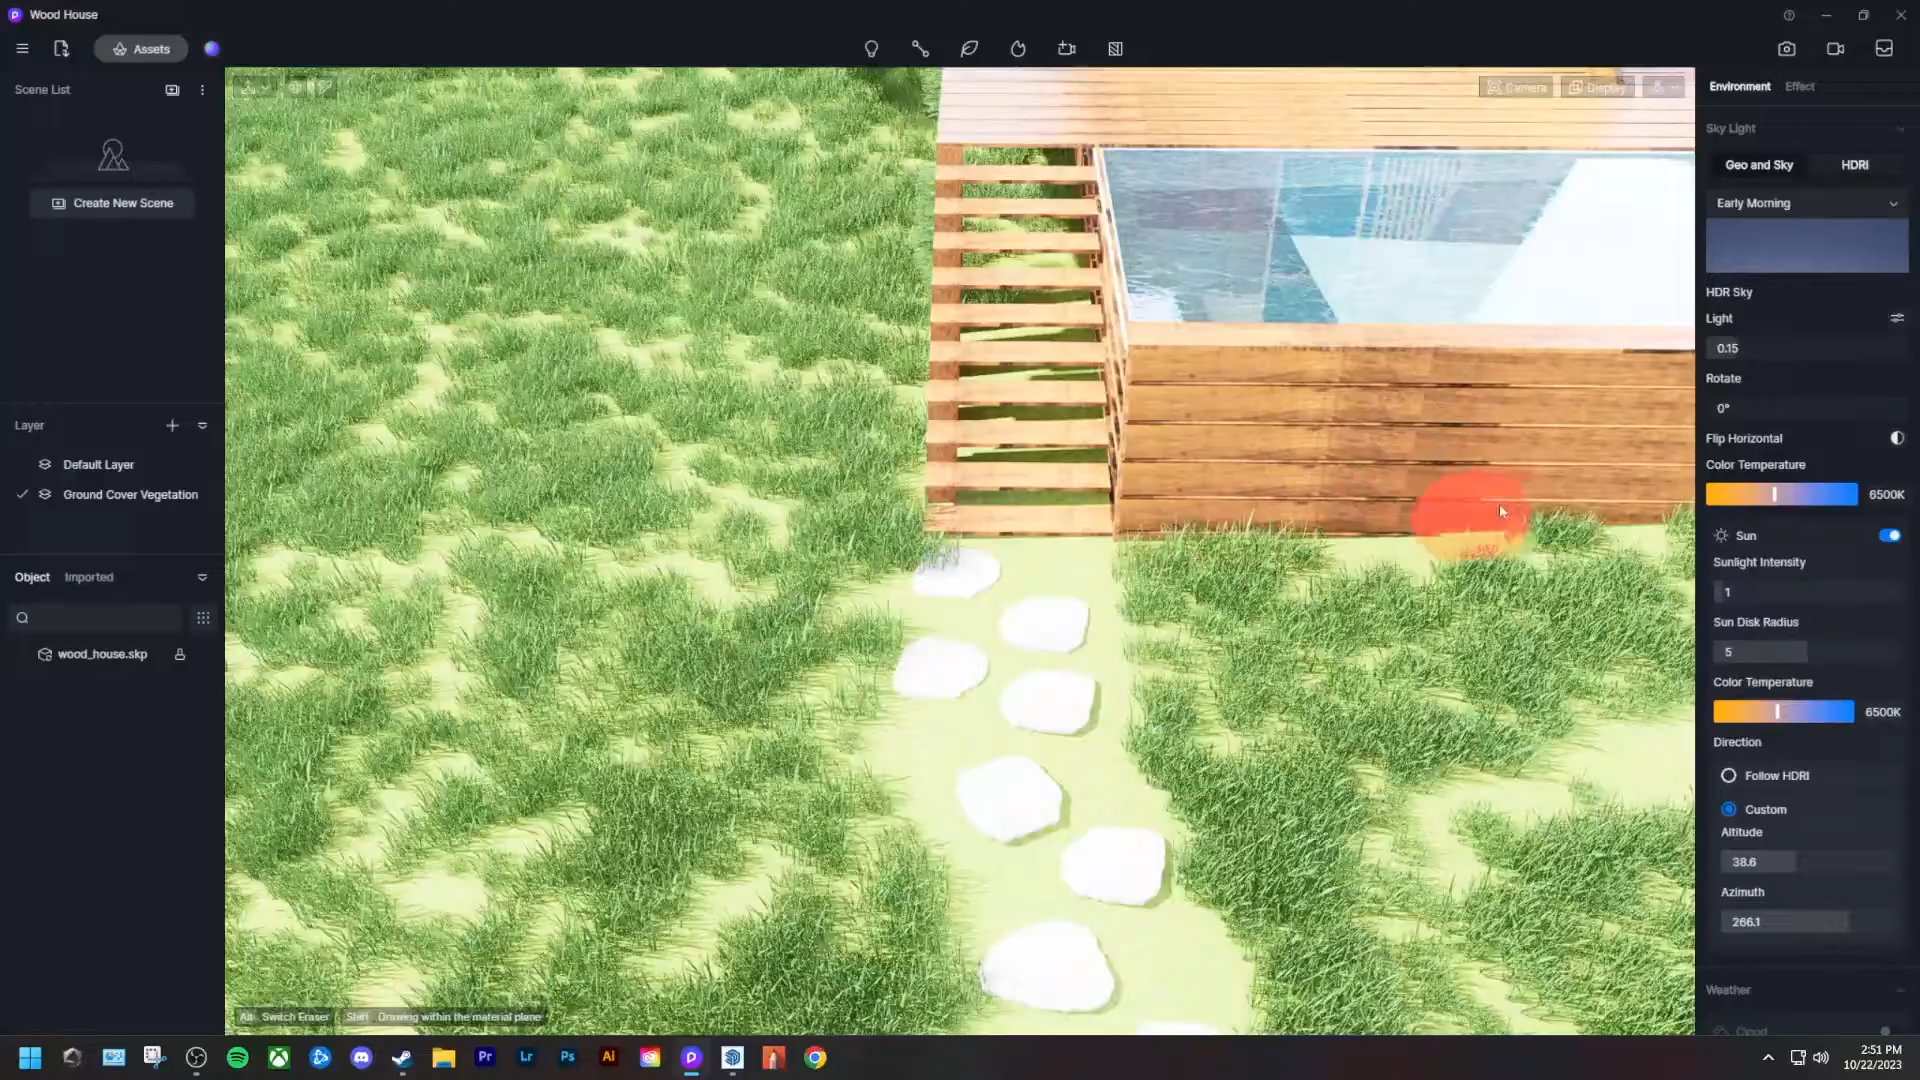 Wood House
Assets
Scene List
Create New Scene
Layer
Default Layer
Ground Cover Vegetation
Object Imported
wood_house.skp
Camera Display
Alt Switch Eraser Shift Drawing within the material plane
Environment Effect
Sky Light
Geo and Sky HDRI
Early Morning
HDR Sky
Light
0.15
Rotate
0°
Flip Horizontal
Color Temperature
6500K
Sun
Sunlight Intensity
1
Sun Disk Radius
5
Color Temperature
6500K
Direction
Follow HDRI
Custom
Altitude
38.6
Azimuth
266.1
Weather
Cloud
Pr Lr Ps Ai
2:51 PM
10/22/2023